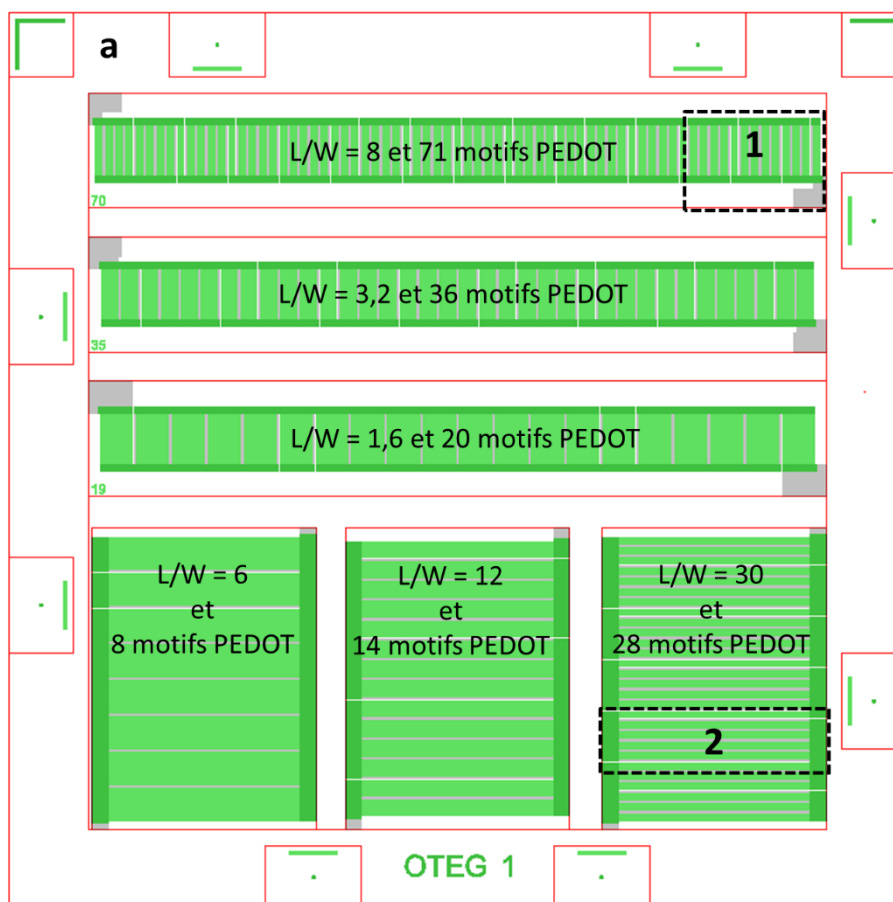 a
L/W = 8 et 71 motifs PEDOT
1
70
L/W = 3,2 et 36 motifs PEDOT
35
L/W = 1,6 et 20 motifs PEDOT
19
L/W = 6
et
8 motifs PEDOT
L/W = 12
et
14 motifs PEDOT
L/W = 30
et
28 motifs PEDOT
2
OTEG 1